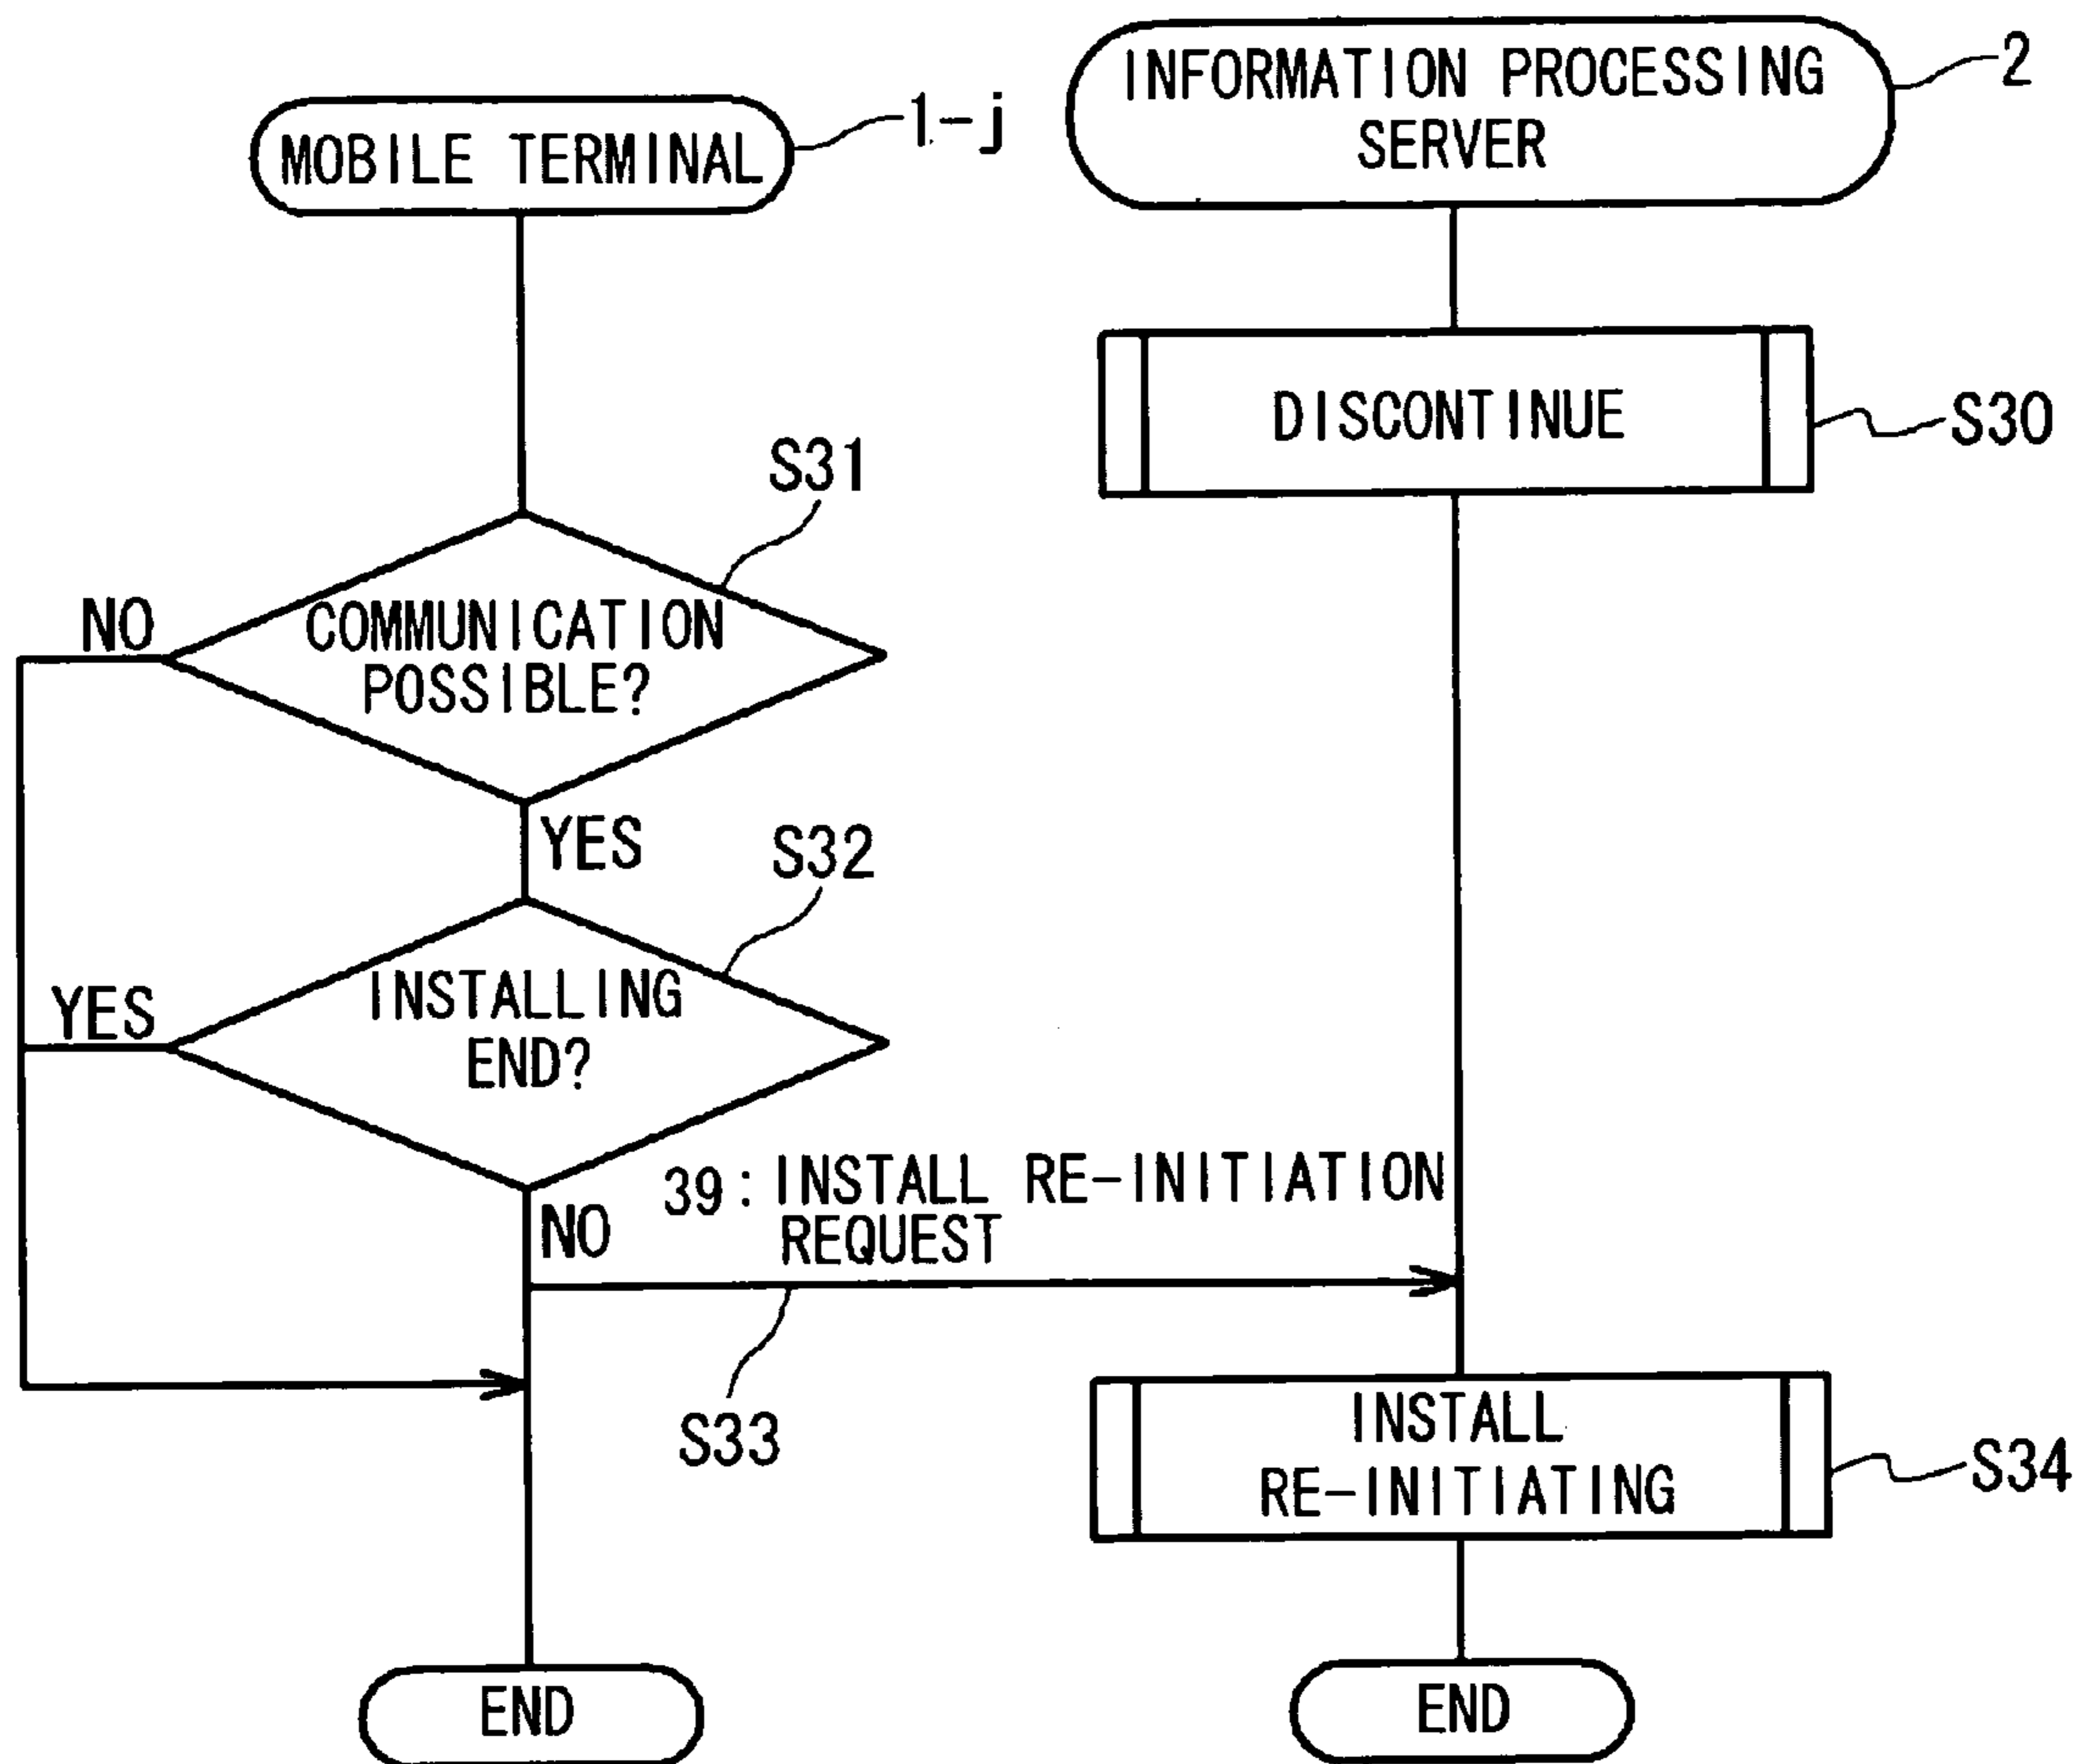 INFORMATION PROCESSING
SERVER
2
MOBILE TERMINAL
1-j
DISCONTINUE
S30
S31
NO
COMMUNICATION
POSSIBLE?
YES
S32
YES
INSTALLING
END?
39:INSTALL RE-INITIATION
REQUEST
NO
S33
INSTALL
RE-INITIATING
S34
END
END